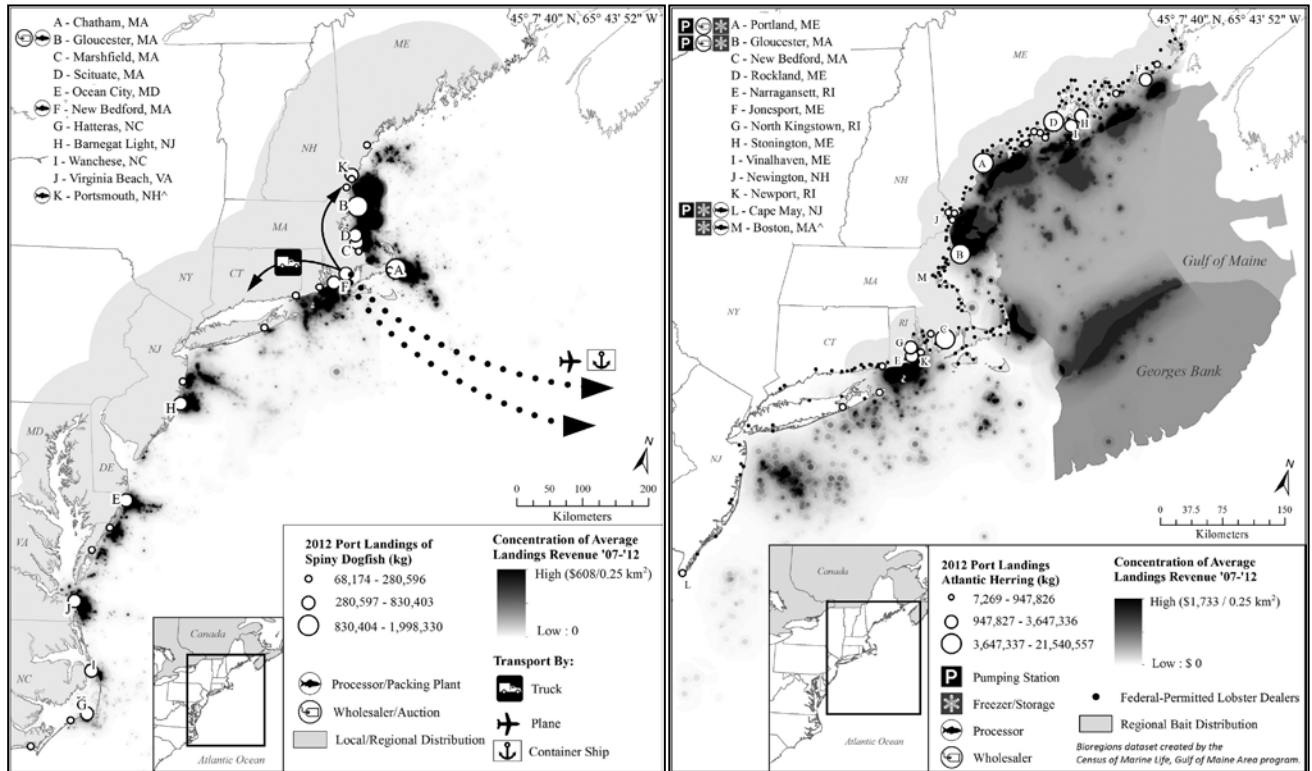 45° 7' 40" N, 65° 43' 52" W
A - Chatham, MA
B - Gloucester, MA
C - Marshfield, MA
D - Scituate, MA
E - Ocean City, MD
F - New Bedford, MA
G - Hatteras, NC
H - Barnegat Light, NJ
I - Wanchese, NC
J - Virginia Beach, VA
K - Portsmouth, NH^
ME
NH
K
B
MA
D
C
A
CT
F
NY
NJ
H
MD
DE
E
VA
J
I
NC
G
N
0 50 100 200
Kilometers
2012 Port Landings of
Spiny Dogfish (kg)
68,174 - 280,596
280,597 - 830,403
830,404 - 1,998,330
Processor/Packing Plant
Wholesaler/Auction
Local/Regional Distribution
Concentration of Average
Landings Revenue '07-'12
High ($608/0.25 km²)
Low : 0
Transport By:
Truck
Plane
Container Ship
Canada
Atlantic Ocean
45° 7' 40" N, 65° 43' 52" W
P A - Portland, ME
P B - Gloucester, MA
C - New Bedford, MA
D - Rockland, ME
E - Narragansett, RI
F - Jonesport, ME
G - North Kingstown, RI
H - Stonington, ME
I - Vinalhaven, ME
J - Newington, NH
K - Newport, RI
P L - Cape May, NJ
M - Boston, MA^
ME
F
D
H
I
A
NH
J
B
Gulf of Maine
M
MA
NY
RI
C
CT
G
E
K
Georges Bank
NJ
L
N
0 37.5 75 150
Kilometers
2012 Port Landings
Atlantic Herring (kg)
7,269 - 947,826
947,827 - 3,647,336
3,647,337 - 21,540,557
P Pumping Station
Freezer/Storage
Processor
Wholesaler
Concentration of Average
Landings Revenue '07-'12
High ($1,733 / 0.25 km²)
Low : $ 0
Federal-Permitted Lobster Dealers
Regional Bait Distribution
Bioregions dataset created by the
Census of Marine Life, Gulf of Maine Area program.
Canada
Atlantic Ocean